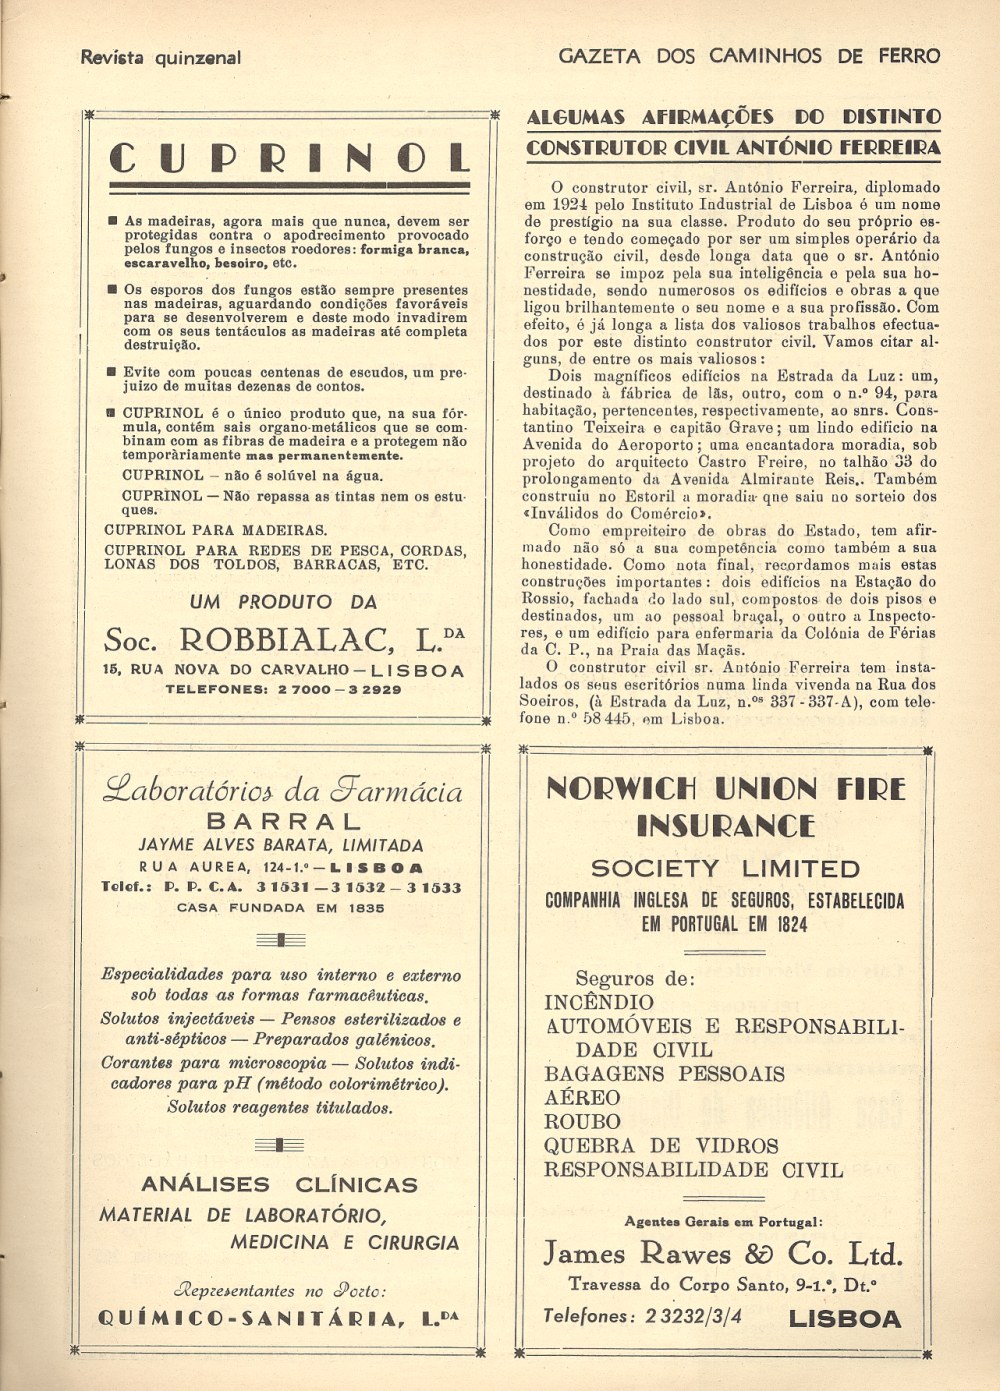 Revista quinzenal
GAZETA DOS CAMINHOS DE FERRO
CUPRINOL
As madeiras, agora mais que nunca, devem ser
protegidas contra o apodrecimento provocado
pelos fungos e insectos roedores: formiga branca,
escaravelho, besoiro, etc.
Os esporos dos fungos estão sempre presentes
nas madeiras, aguardando condições favoráveis
para se desenvolverem e deste modo invadirem
com os seus tentáculos as madeiras até completa
destruição.
Evite com poucas centenas de escudos, um pre-
juizo de muitas dezenas de contos.
CUPRINOL é o único produto que, na sua fór-
mula, contém sais organo-metálicos que se com-
binam com as fibras de madeira e a protegem não
temporàriamente mas permanentemente.
CUPRINOL — não é solúvel na água.
CUPRINOL — Não repassa as tintas nem os estu-
ques.
CUPRINOL PARA MADEIRAS.
CUPRINOL PARA REDES DE PESCA, CORDAS,
LONAS DOS TOLDOS, BARRACAS, ETC.
UM PRODUTO DA
Soc. ROBBIALAC, L.DA
15, RUA NOVA DO CARVALHO — LISBOA
TELEFONES: 2 7000 — 3 2929
ALGUMAS AFIRMAÇÕES DO DISTINTO
CONSTRUTOR CIVIL ANTÓNIO FERREIRA
O construtor civil, sr. António Ferreira, diplomado
em 1924 pelo Instituto Industrial de Lisboa é um nome
de prestígio na sua classe. Produto do seu próprio es-
forço e tendo começado por ser um simples operário da
construção civil, desde longa data que o sr. António
Ferreira se impoz pela sua inteligência e pela sua ho-
nestidade, sendo numerosos os edifícios e obras a que
ligou brilhantemente o seu nome e a sua profissão. Com
efeito, é já longa a lista dos valiosos trabalhos efectua-
dos por este distinto construtor civil. Vamos citar al-
guns, de entre os mais valiosos:
Dois magníficos edifícios na Estrada da Luz: um,
destinado à fábrica de lãs, outro, com o n.º 94, para
habitação, pertencentes, respectivamente, ao snrs. Cons-
tantino Teixeira e capitão Grave; um lindo edificio na
Avenida do Aeroporto; uma encantadora moradia, sob
projeto do arquitecto Castro Freire, no talhão 33 do
prolongamento da Avenida Almirante Reis.. Também
construiu no Estoril a moradia que saiu no sorteio dos
«Inválidos do Comércio».
Como empreiteiro de obras do Estado, tem afir-
mado não só a sua competência como também a sua
honestidade. Como nota final, recordamos mais estas
construções importantes: dois edifícios na Estação do
Rossio, fachada do lado sul, compostos de dois pisos e
destinados, um ao pessoal braçal, o outro a Inspecto-
res, e um edifício para enfermaria da Colónia de Férias
da C. P., na Praia das Maçãs.
O construtor civil sr. António Ferreira tem insta-
lados os seus escritórios numa linda vivenda na Rua dos
Soeiros, (à Estrada da Luz, n.os 337-337-A), com tele-
fone n.º 58 445, em Lisboa.
Laboratórios da Farmácia
BARRAL
JAYME ALVES BARATA, LIMITADA
RUA AUREA, 124-1.º — LISBOA
Telef.: P. P. C. A. 3 1531 — 3 1532 — 3 1533
CASA FUNDADA EM 1835
Especialidades para uso interno e externo
sob todas as formas farmacêuticas.
Solutos injectáveis — Pensos esterilizados e
anti-sépticos — Preparados galénicos.
Corantes para microscopia — Solutos indi-
cadores para pH (método colorimétrico).
Solutos reagentes titulados.
ANÁLISES CLÍNICAS
MATERIAL DE LABORATÓRIO,
MEDICINA E CIRURGIA
Representantes no Porto:
QUÍMICO-SANITÁRIA, L.DA
NORWICH UNION FIRE
INSURANCE
SOCIETY LIMITED
COMPANHIA INGLESA DE SEGUROS, ESTABELECIDA
EM PORTUGAL EM 1824
Seguros de:
INCÊNDIO
AUTOMÓVEIS E RESPONSABILI-
DADE CIVIL
BAGAGENS PESSOAIS
AÉREO
ROUBO
QUEBRA DE VIDROS
RESPONSABILIDADE CIVIL
Agentes Gerais em Portugal:
James Rawes & Co. Ltd.
Travessa do Corpo Santo, 9-1.º, Dt.º
Telefones: 2 3232/3/4 LISBOA